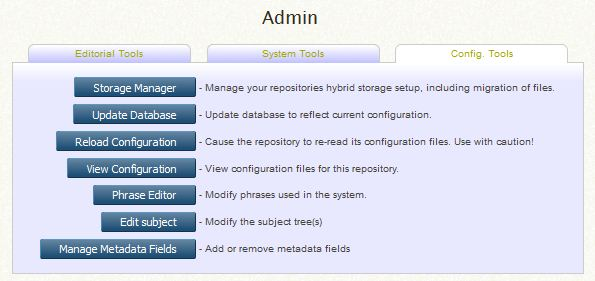 Admin
Editorial Tools System Tools Config. Tools
Storage Manager - Manage your repositories hybrid storage setup, including migration of files.
Update Database - Update database to reflect current configuration.
Reload Configuration - Cause the repository to re-read its configuration files. Use with caution!
View Configuration - View configuration files for this repository.
Phrase Editor - Modify phrases used in the system.
Edit subject - Modify the subject tree(s)
Manage Metadata Fields - Add or remove metadata fields